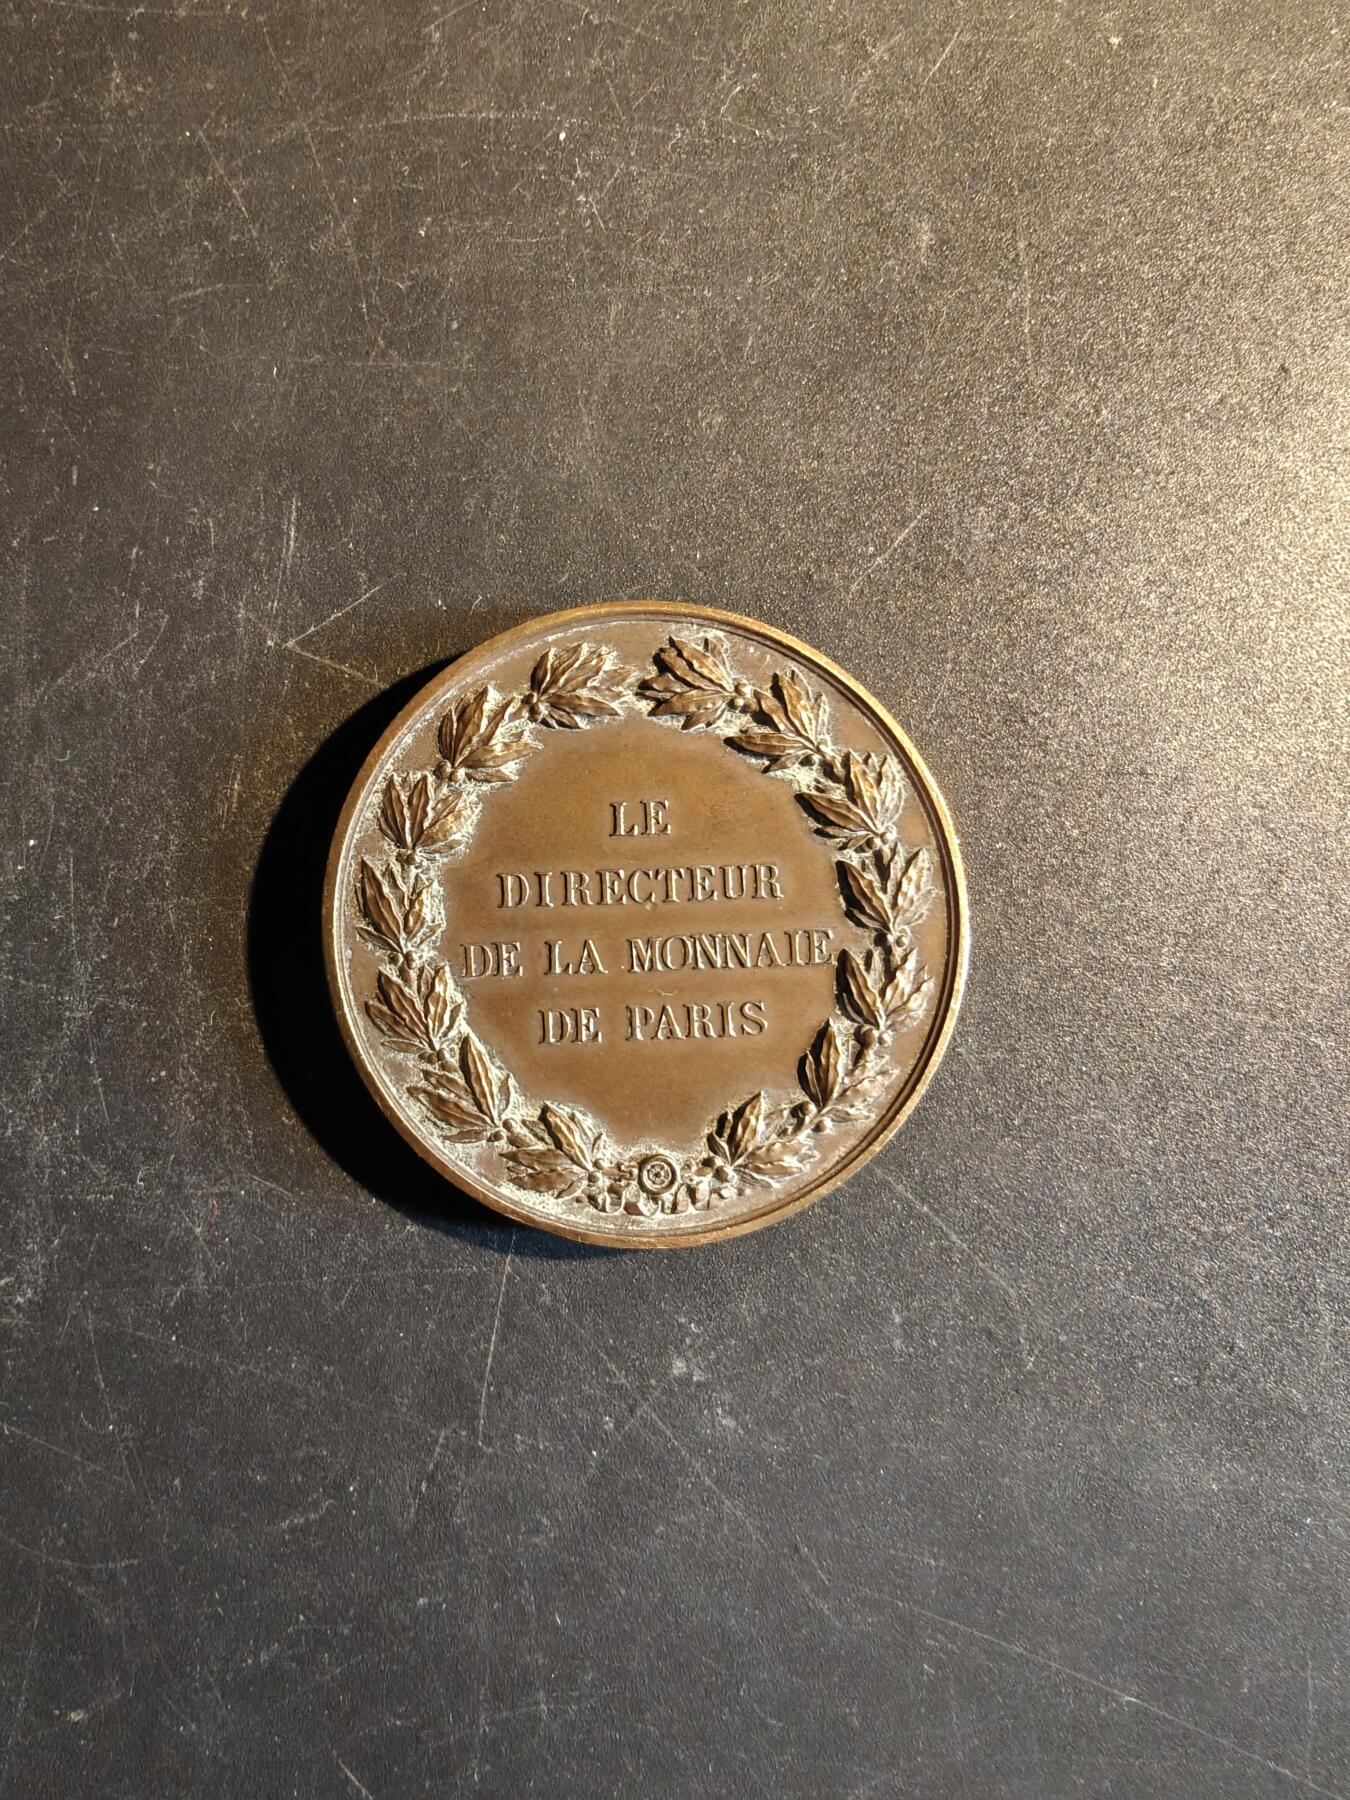 LE
DIRECTEUR
DE LA MONNAIE
DE PARIS